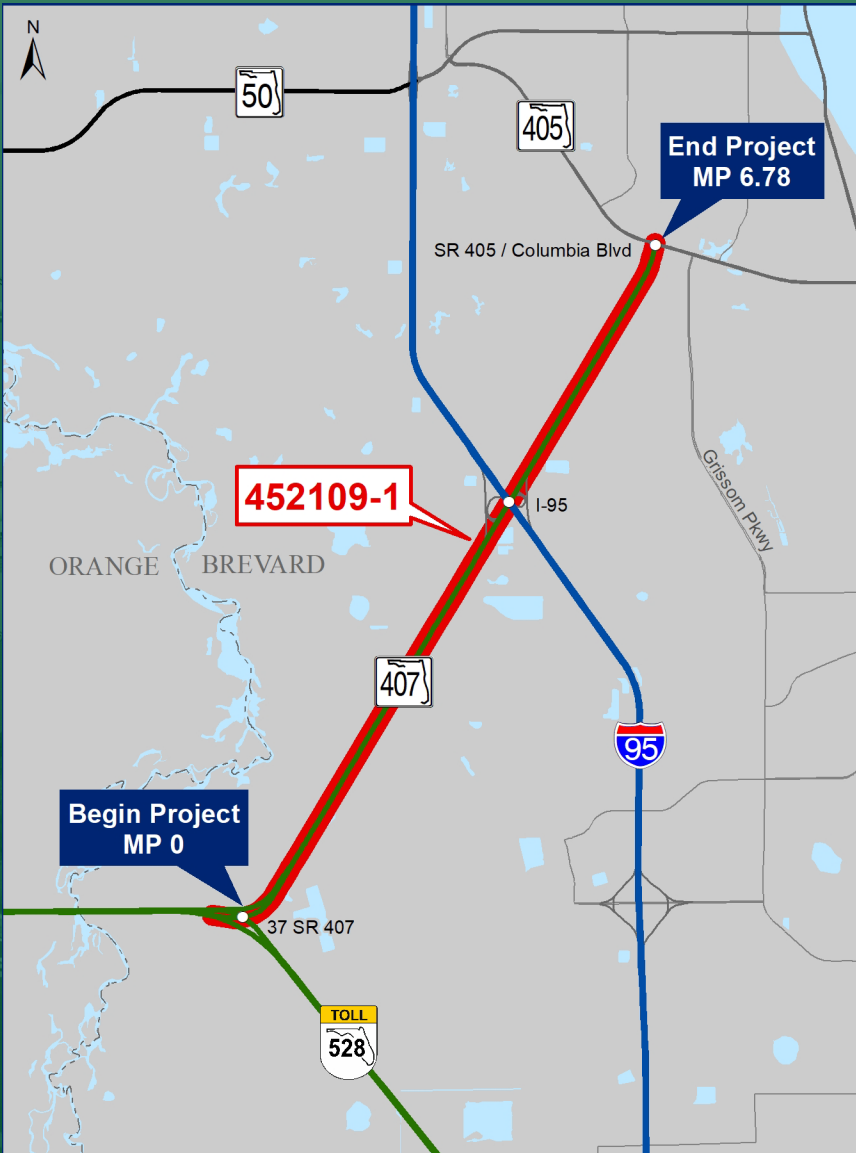 N
50
405
End Project
MP 6.78
SR 405 / Columbia Blvd
Grissom Pkwy
452109-1
I-95
ORANGE
BREVARD
407
95
Begin Project
MP 0
37 SR 407
TOLL
528